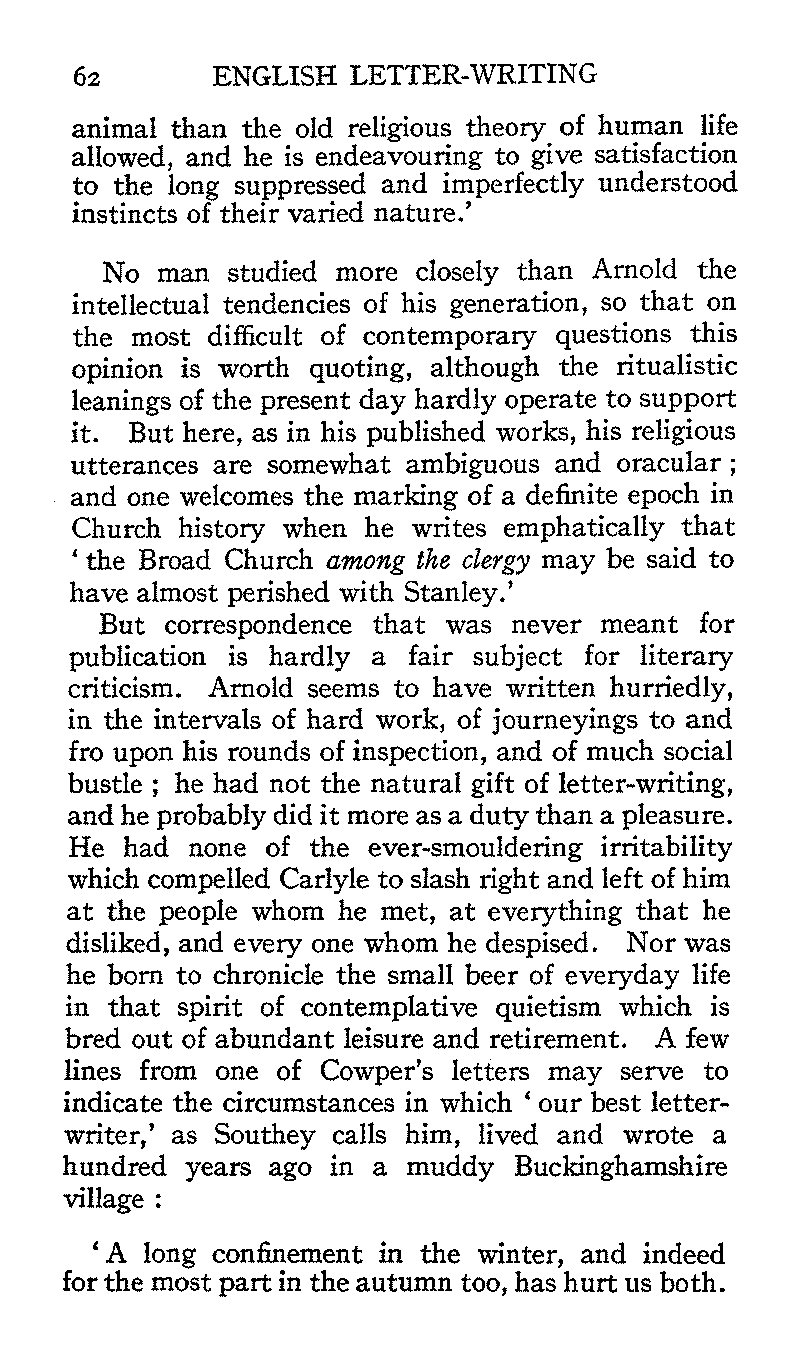 62 ENGLISH LETTER-WRITING
animal than the old religious theory of human life
allowed, and he is endeavouring to give satisfaction
to the long suppressed and imperfectly understood
instincts of their varied nature.’
No man studied more closely than Arnold the
intellectual tendencies of his generation, so that on
the most difficult of contemporary questions this
opinion is worth quoting, although the ritualistic
leanings of the present day hardly operate to support
it. But here, as in his published works, his religious
utterances are somewhat ambiguous and oracular ;
and one welcomes the marking of a definite epoch in
Church history when he writes emphatically that
‘ the Broad Church among the clergy may be said to
have almost perished with Stanley.’
But correspondence that was never meant for
publication is hardly a fair subject for literary
criticism. Arnold seems to have written hurriedly,
in the intervals of hard work, of journeyings to and
fro upon his rounds of inspection, and of much social
bustle ; he had not the natural gift of letter-writing,
and he probably did it more as a duty than a pleasure.
He had none of the ever-smouldering irritability
which compelled Carlyle to slash right and left of him
at the people whom he met, at everything that he
disliked, and every one whom he despised. Nor was
he born to chronicle the small beer of everyday life
in that spirit of contemplative quietism which is
bred out of abundant leisure and retirement. A few
lines from one of Cowper’s letters may serve to
indicate the circumstances in which ‘ our best letter-
writer,’ as Southey calls him, lived and wrote a
hundred years ago in a muddy Buckinghamshire
village :
‘ A long confinement in the winter, and indeed
for the most part in the autumn too, has hurt us both.